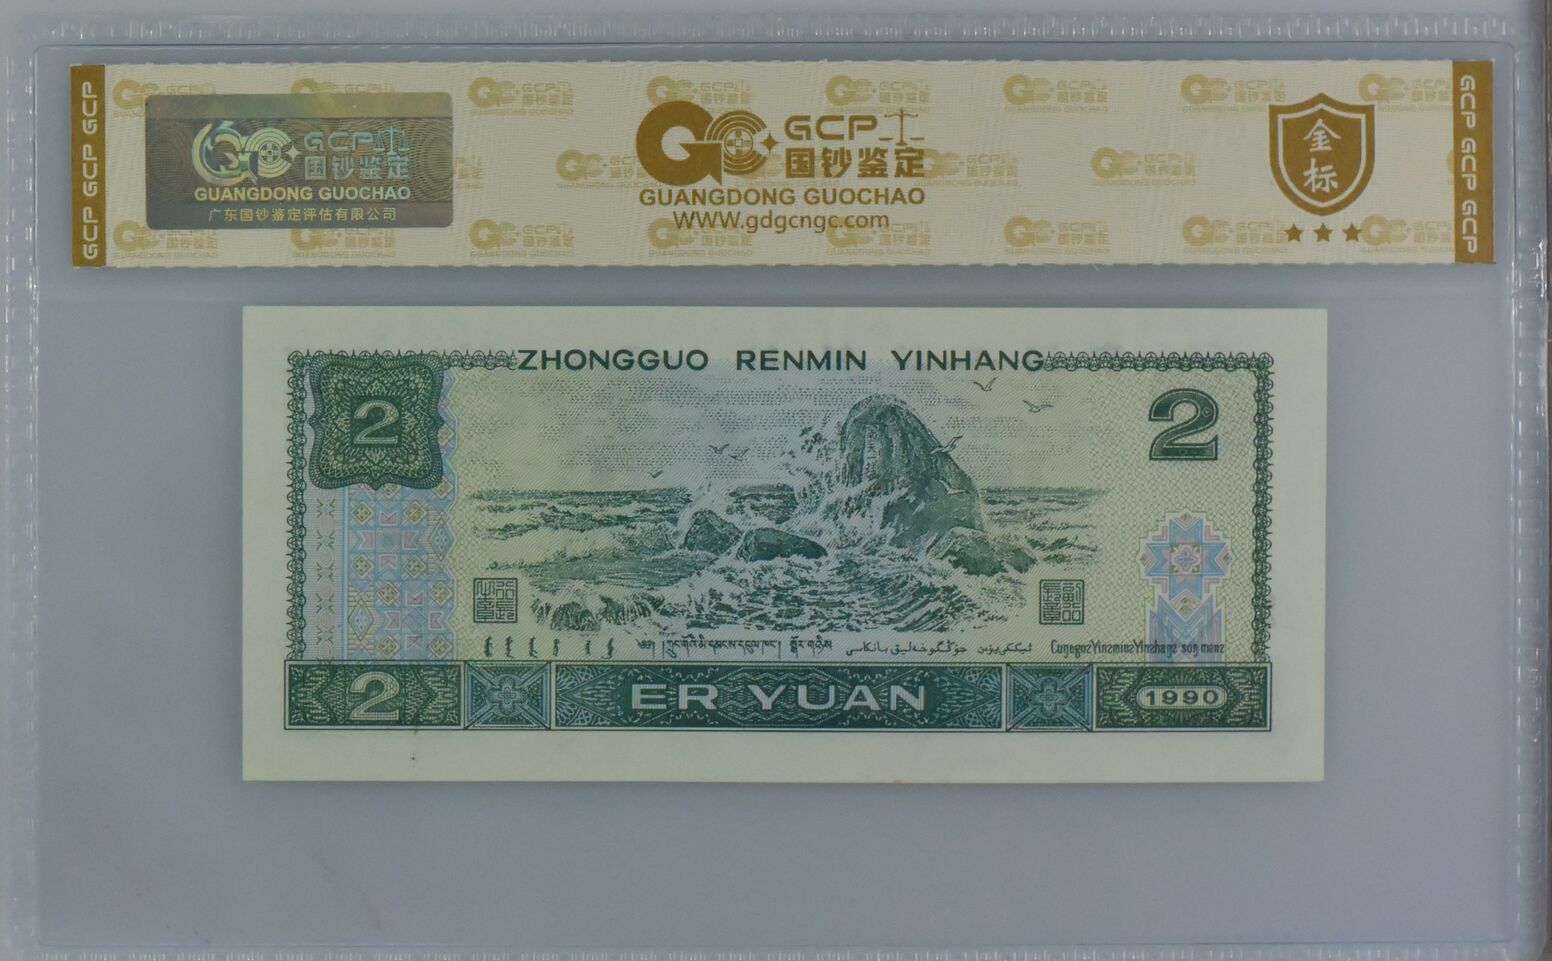 GCP GCP GCP
GCP
国钞鉴定
GUANGDONG GUOCHAO
广东国钞鉴定评估有限公司
GCP
国钞鉴定
GUANGDONG GUOCHAO
WWW.gdgcngc.com
金标
GCP GCP GCP
ZHONGGUO RENMIN YINHANG
2
2
2
ER YUAN
1990